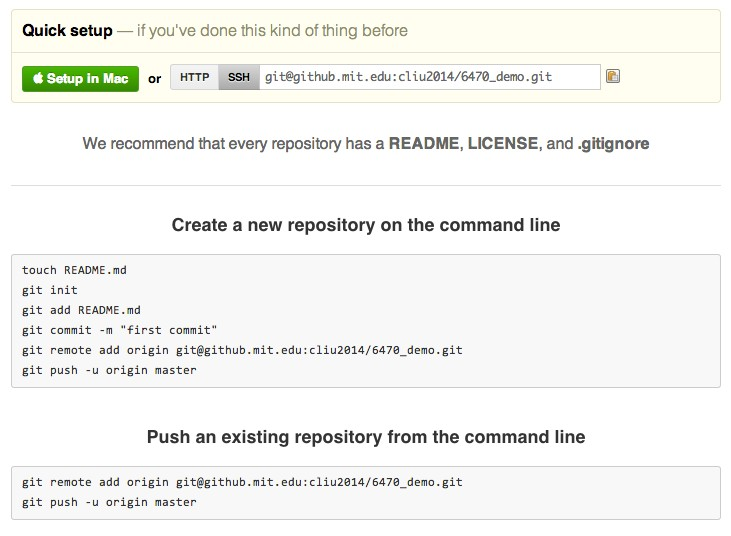 Quick setup — if you've done this kind of thing before
Setup in Mac or HTTP SSH git@github.mit.edu:cliu2014/6470_demo.git
We recommend that every repository has a README, LICENSE, and .gitignore
Create a new repository on the command line
touch README.md
git init
git add README.md
git commit -m "first commit"
git remote add origin git@github.mit.edu:cliu2014/6470_demo.git
git push -u origin master
Push an existing repository from the command line
git remote add origin git@github.mit.edu:cliu2014/6470_demo.git
git push -u origin master